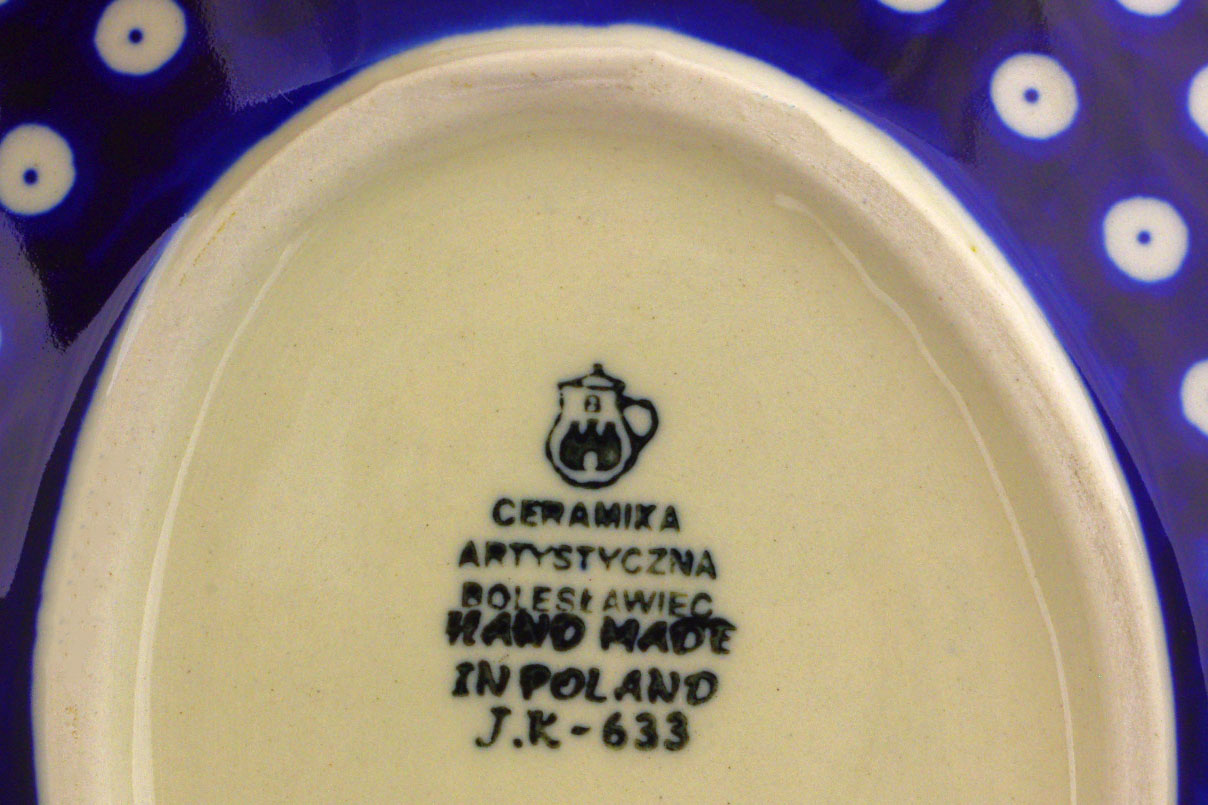 CERAMIKA
ARTYSTYCZNA
BOLESŁAWIEC
HAND MADE
IN POLAND
J.K-633